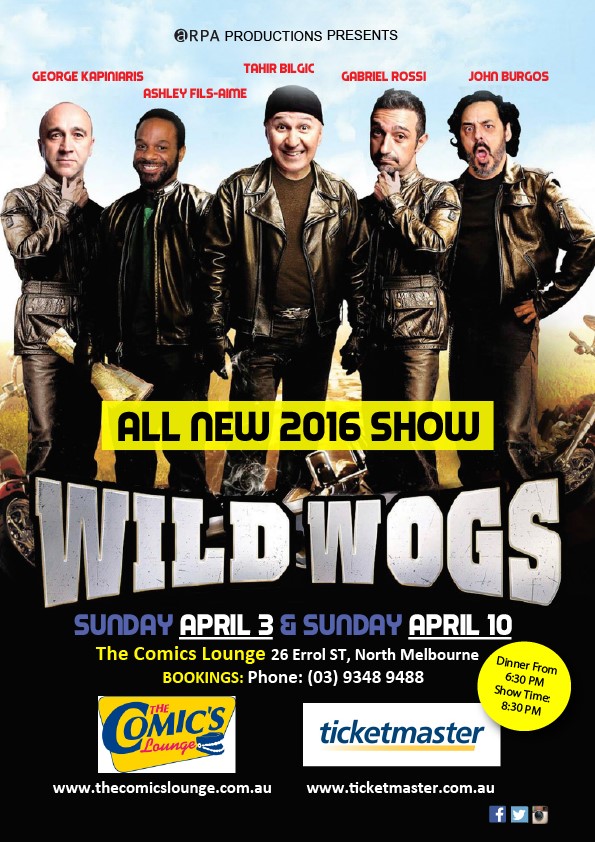 @RPA PRODUCTIONS PRESENTS
TAHIR BILGIC
GEORGE KAPINIARIS
GABRIEL ROSSI
JOHN BURGOS
ASHLEY FILS-AIME
ALL NEW 2016 SHOW
WILD WOGS
SUNDAY APRIL 3 & SUNDAY APRIL 10
The Comics Lounge 26 Errol ST, North Melbourne
BOOKINGS: Phone: (03) 9348 9488
Dinner From
6:30 PM
Show Time:
8:30 PM
THE
COMIC'S
Lounge
ticketmaster
www.thecomicslounge.com.au
www.ticketmaster.com.au